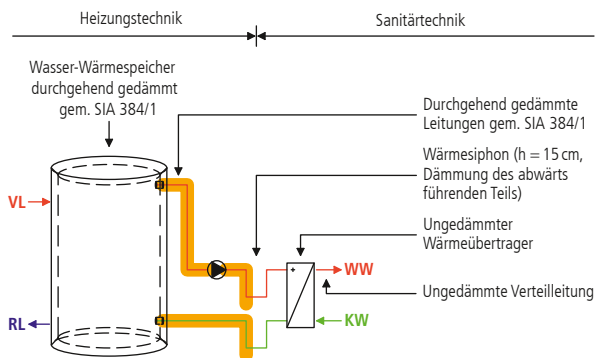 Heizungstechnik
Sanitärtechnik
Wasser-Wärmespeicher
durchgehend gedämmt
gem. SIA 384/1
Durchgehend gedämmte
Leitungen gem. SIA 384/1
Wärmesiphon (h = 15 cm,
Dämmung des abwärts
führenden Teils)
Ungedämmter
Wärmeübertrager
Ungedämmte Verteilleitung
VL
RL
+
WW
KW